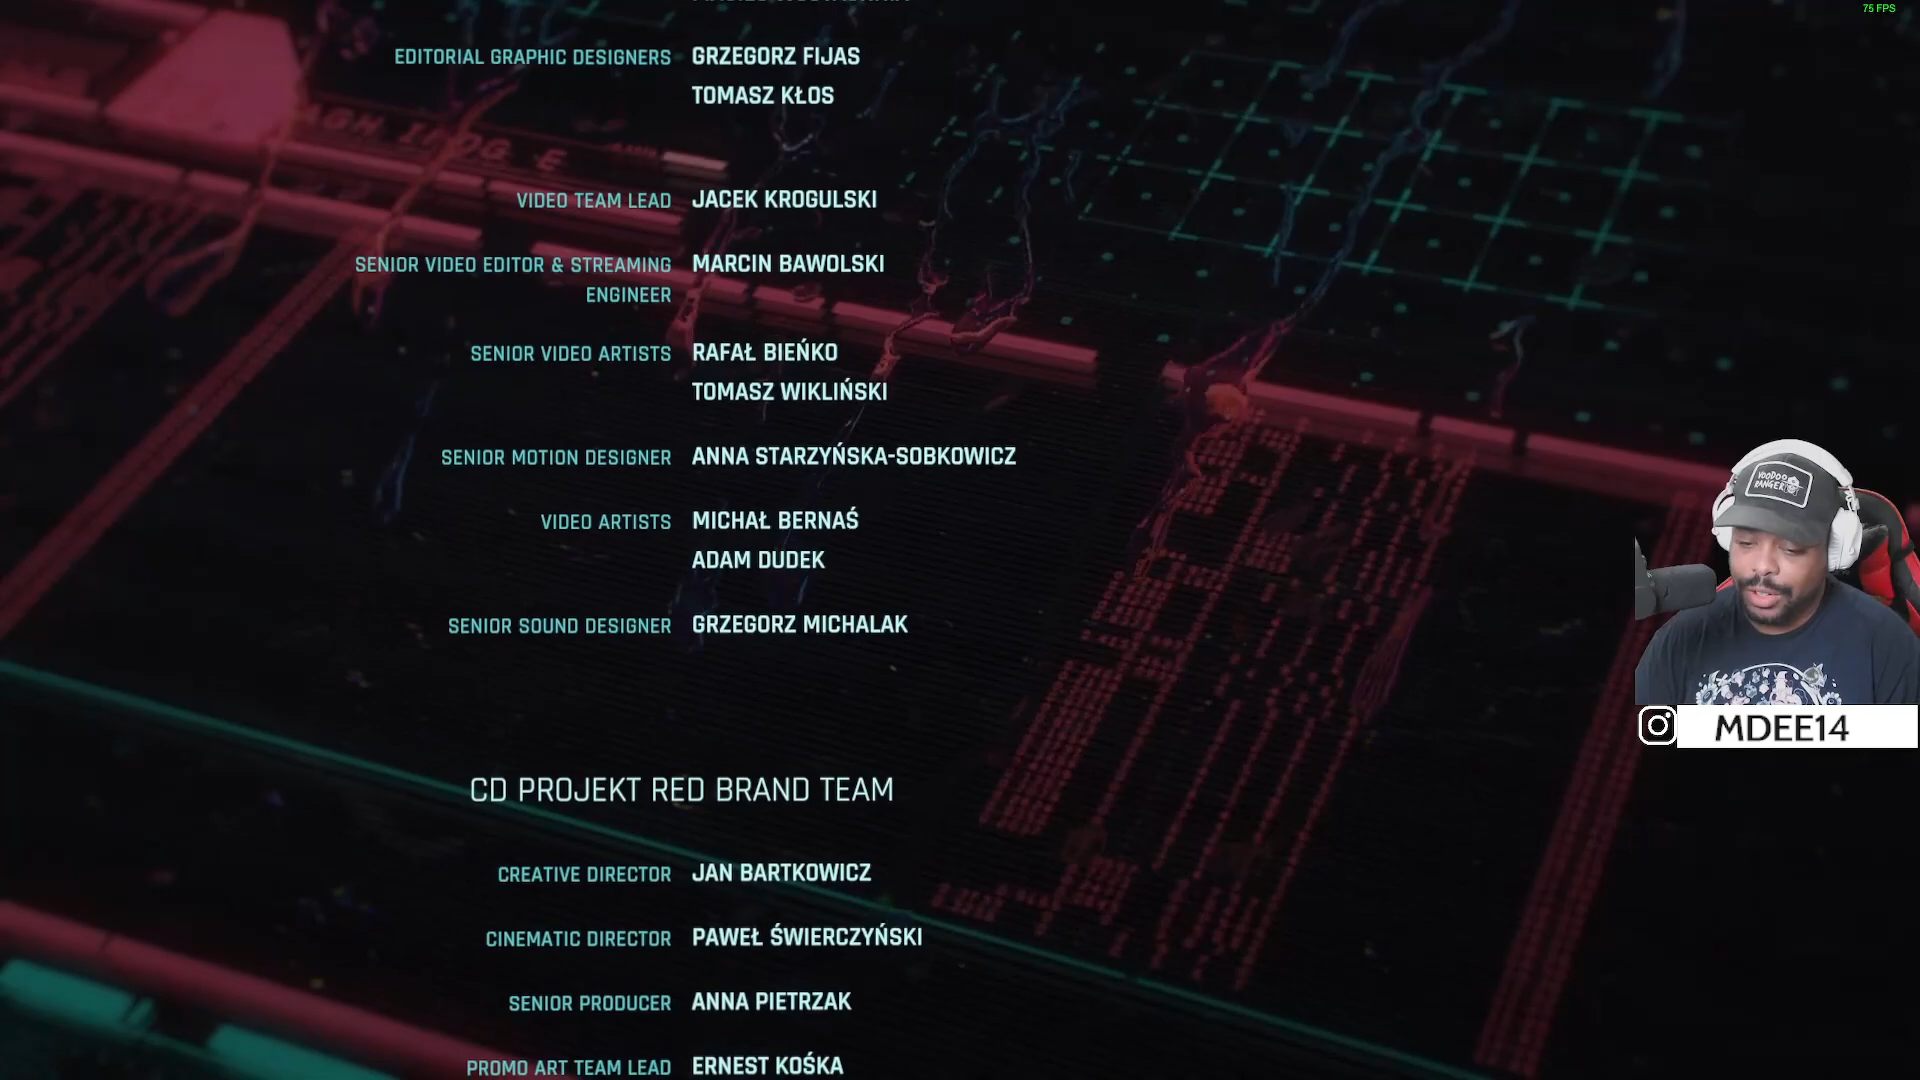 75 FPS
EDITORIAL GRAPHIC DESIGNERS GRZEGORZ FIJAS
TOMASZ KŁOS
VIDEO TEAM LEAD JACEK KROGULSKI
SENIOR VIDEO EDITOR & STREAMING MARCIN BAWOLSKI
ENGINEER
SENIOR VIDEO ARTISTS RAFAŁ BIEŃKO
TOMASZ WIKLIŃSKI
SENIOR MOTION DESIGNER ANNA STARZYŃSKA-SOBKOWICZ
VOODOO
RANGER
VIDEO ARTISTS MICHAŁ BERNAŚ
ADAM DUDEK
SENIOR SOUND DESIGNER GRZEGORZ MICHALAK
MDEE14
CD PROJEKT RED BRAND TEAM
CREATIVE DIRECTOR JAN BARTKOWICZ
CINEMATIC DIRECTOR PAWEŁ ŚWIERCZYŃSKI
SENIOR PRODUCER ANNA PIETRZAK
PROMO ART TEAM LEAD ERNEST KOŚKA